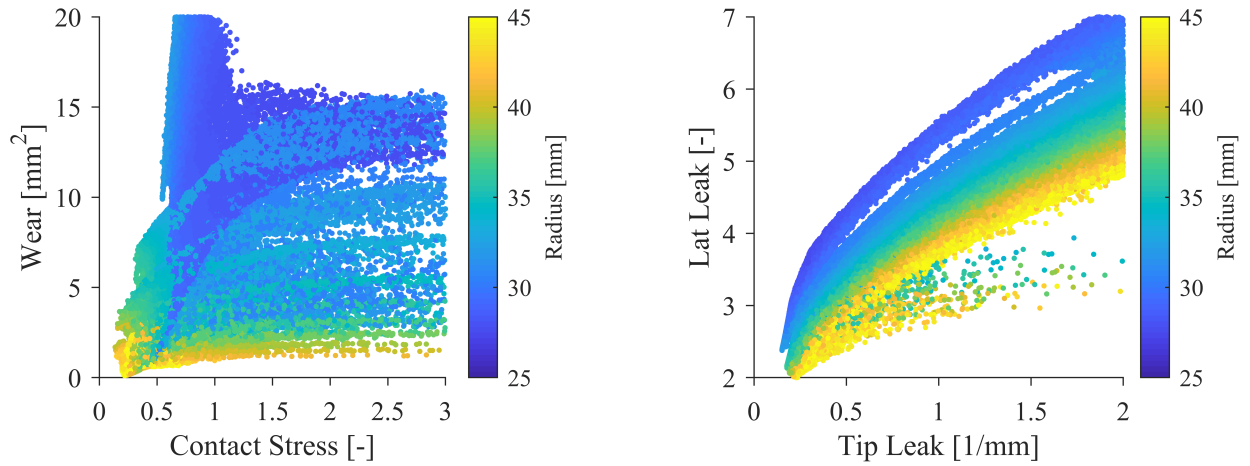 20
15
10
5
0
Wear [mm²]
0 0.5 1 1.5 2 2.5 3
Contact Stress [-]
45
40
35
30
25
Radius [mm]
7
6
5
4
3
2
Lat Leak [-]
0 0.5 1 1.5 2
Tip Leak [1/mm]
45
40
35
30
25
Radius [mm]